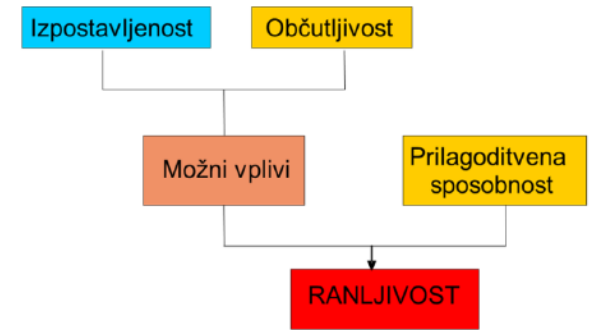 Izpostavljenost
Občutljivost
Možni vplivi
Prilagoditvena
sposobnost
RANLJIVOST